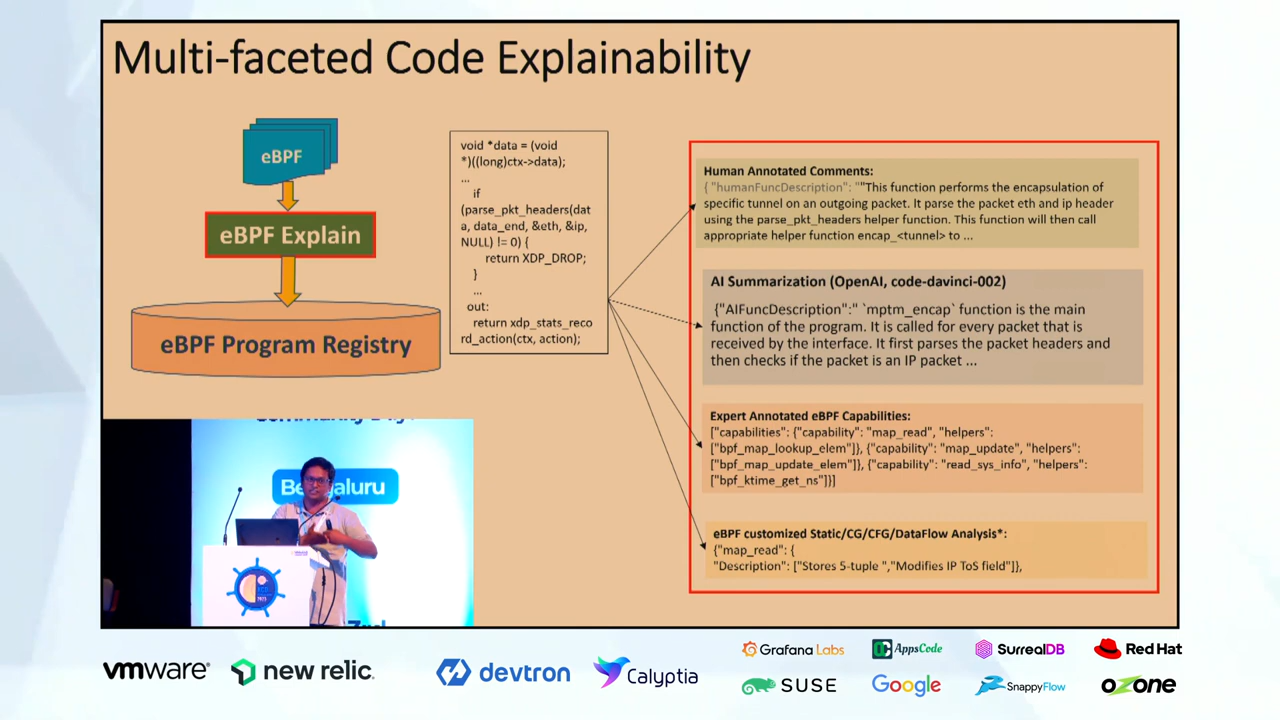 Multi-faceted Code Explainability
eBPF
eBPF Explain
eBPF Program Registry
void *data = (void
*)((long)ctx->data);
...
if
(parse_pkt_headers(dat
a, data_end, &eth, &ip,
NULL) != 0) {
return XDP_DROP;
}
...
out:
return xdp_stats_reco
rd_action(ctx, action);
Human Annotated Comments:
{ "humanFuncDescription": ""This function performs the encapsulation of
specific tunnel on an outgoing packet. It parse the packet eth and ip header
using the parse_pkt_headers helper function. This function will then call
appropriate helper function encap_<tunnel> to ...
AI Summarization (OpenAI, code-davinci-002)
{"AIFuncDescription":" `mptm_encap` function is the main
function of the program. It is called for every packet that is
received by the interface. It first parses the packet headers and
then checks if the packet is an IP packet ...
Expert Annotated eBPF Capabilities:
["capabilities": {"capability": "map_read", "helpers":
["bpf_map_lookup_elem"]}, {"capability": "map_update", "helpers":
["bpf_map_update_elem"]}, {"capability": "read_sys_info", "helpers":
["bpf_ktime_get_ns"]}]
eBPF customized Static/CG/CFG/DataFlow Analysis*:
{"map_read": {
"Description": ["Stores 5-tuple ","Modifies IP ToS field"]},
vmware
new relic
devtron
Calyptia
Grafana Labs
AppsCode
SurrealDB
Red Hat
SUSE
Google
SnappyFlow
OZONE